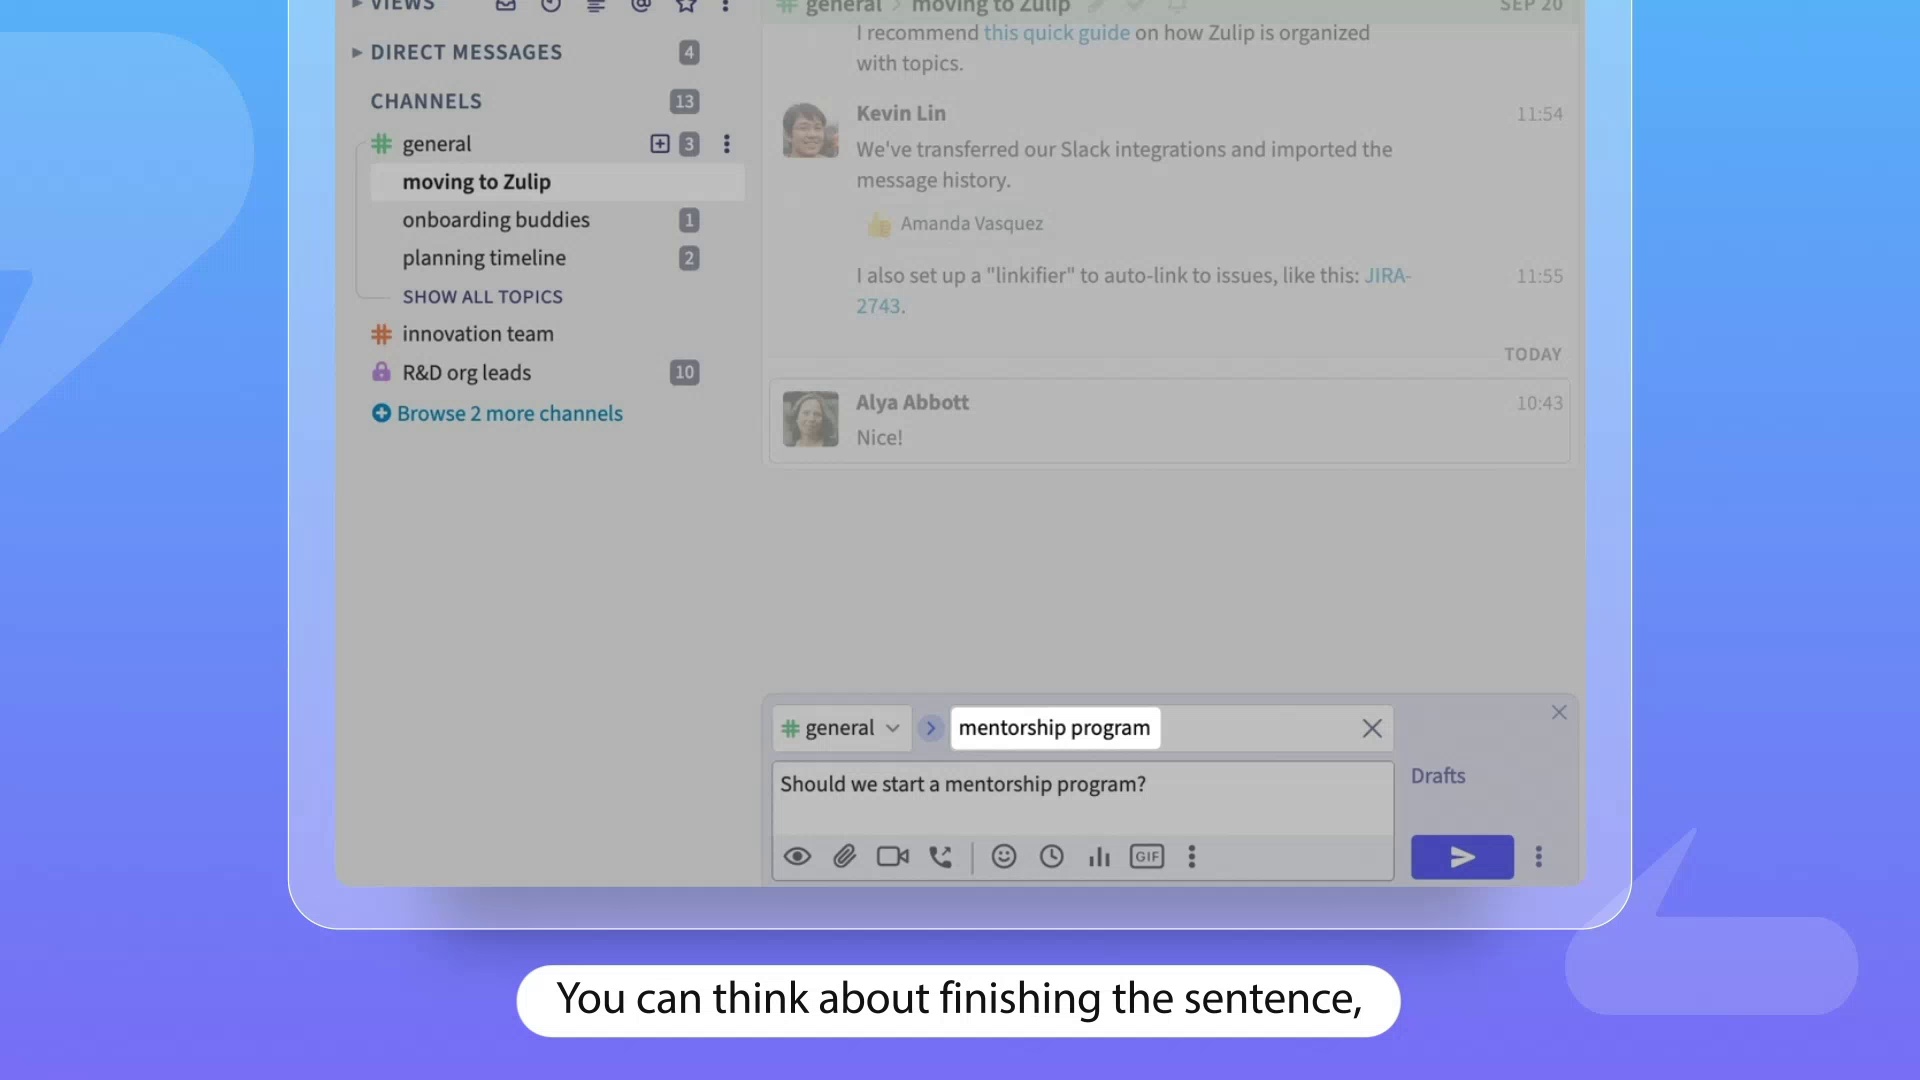 VIEWS
DIRECT MESSAGES 4
CHANNELS 13
general 3
moving to Zulip
onboarding buddies 1
planning timeline 2
SHOW ALL TOPICS
innovation team
R&D org leads 10
Browse 2 more channels
general > moving to Zulip SEP 20
I recommend this quick guide on how Zulip is organized
with topics.
Kevin Lin 11:54
We've transferred our Slack integrations and imported the
message history.
Amanda Vasquez
I also set up a "linkifier" to auto-link to issues, like this: JIRA- 11:55
2743.
TODAY
Alya Abbott 10:43
Nice!
general mentorship program
Should we start a mentorship program?
Drafts
GIF
You can think about finishing the sentence,